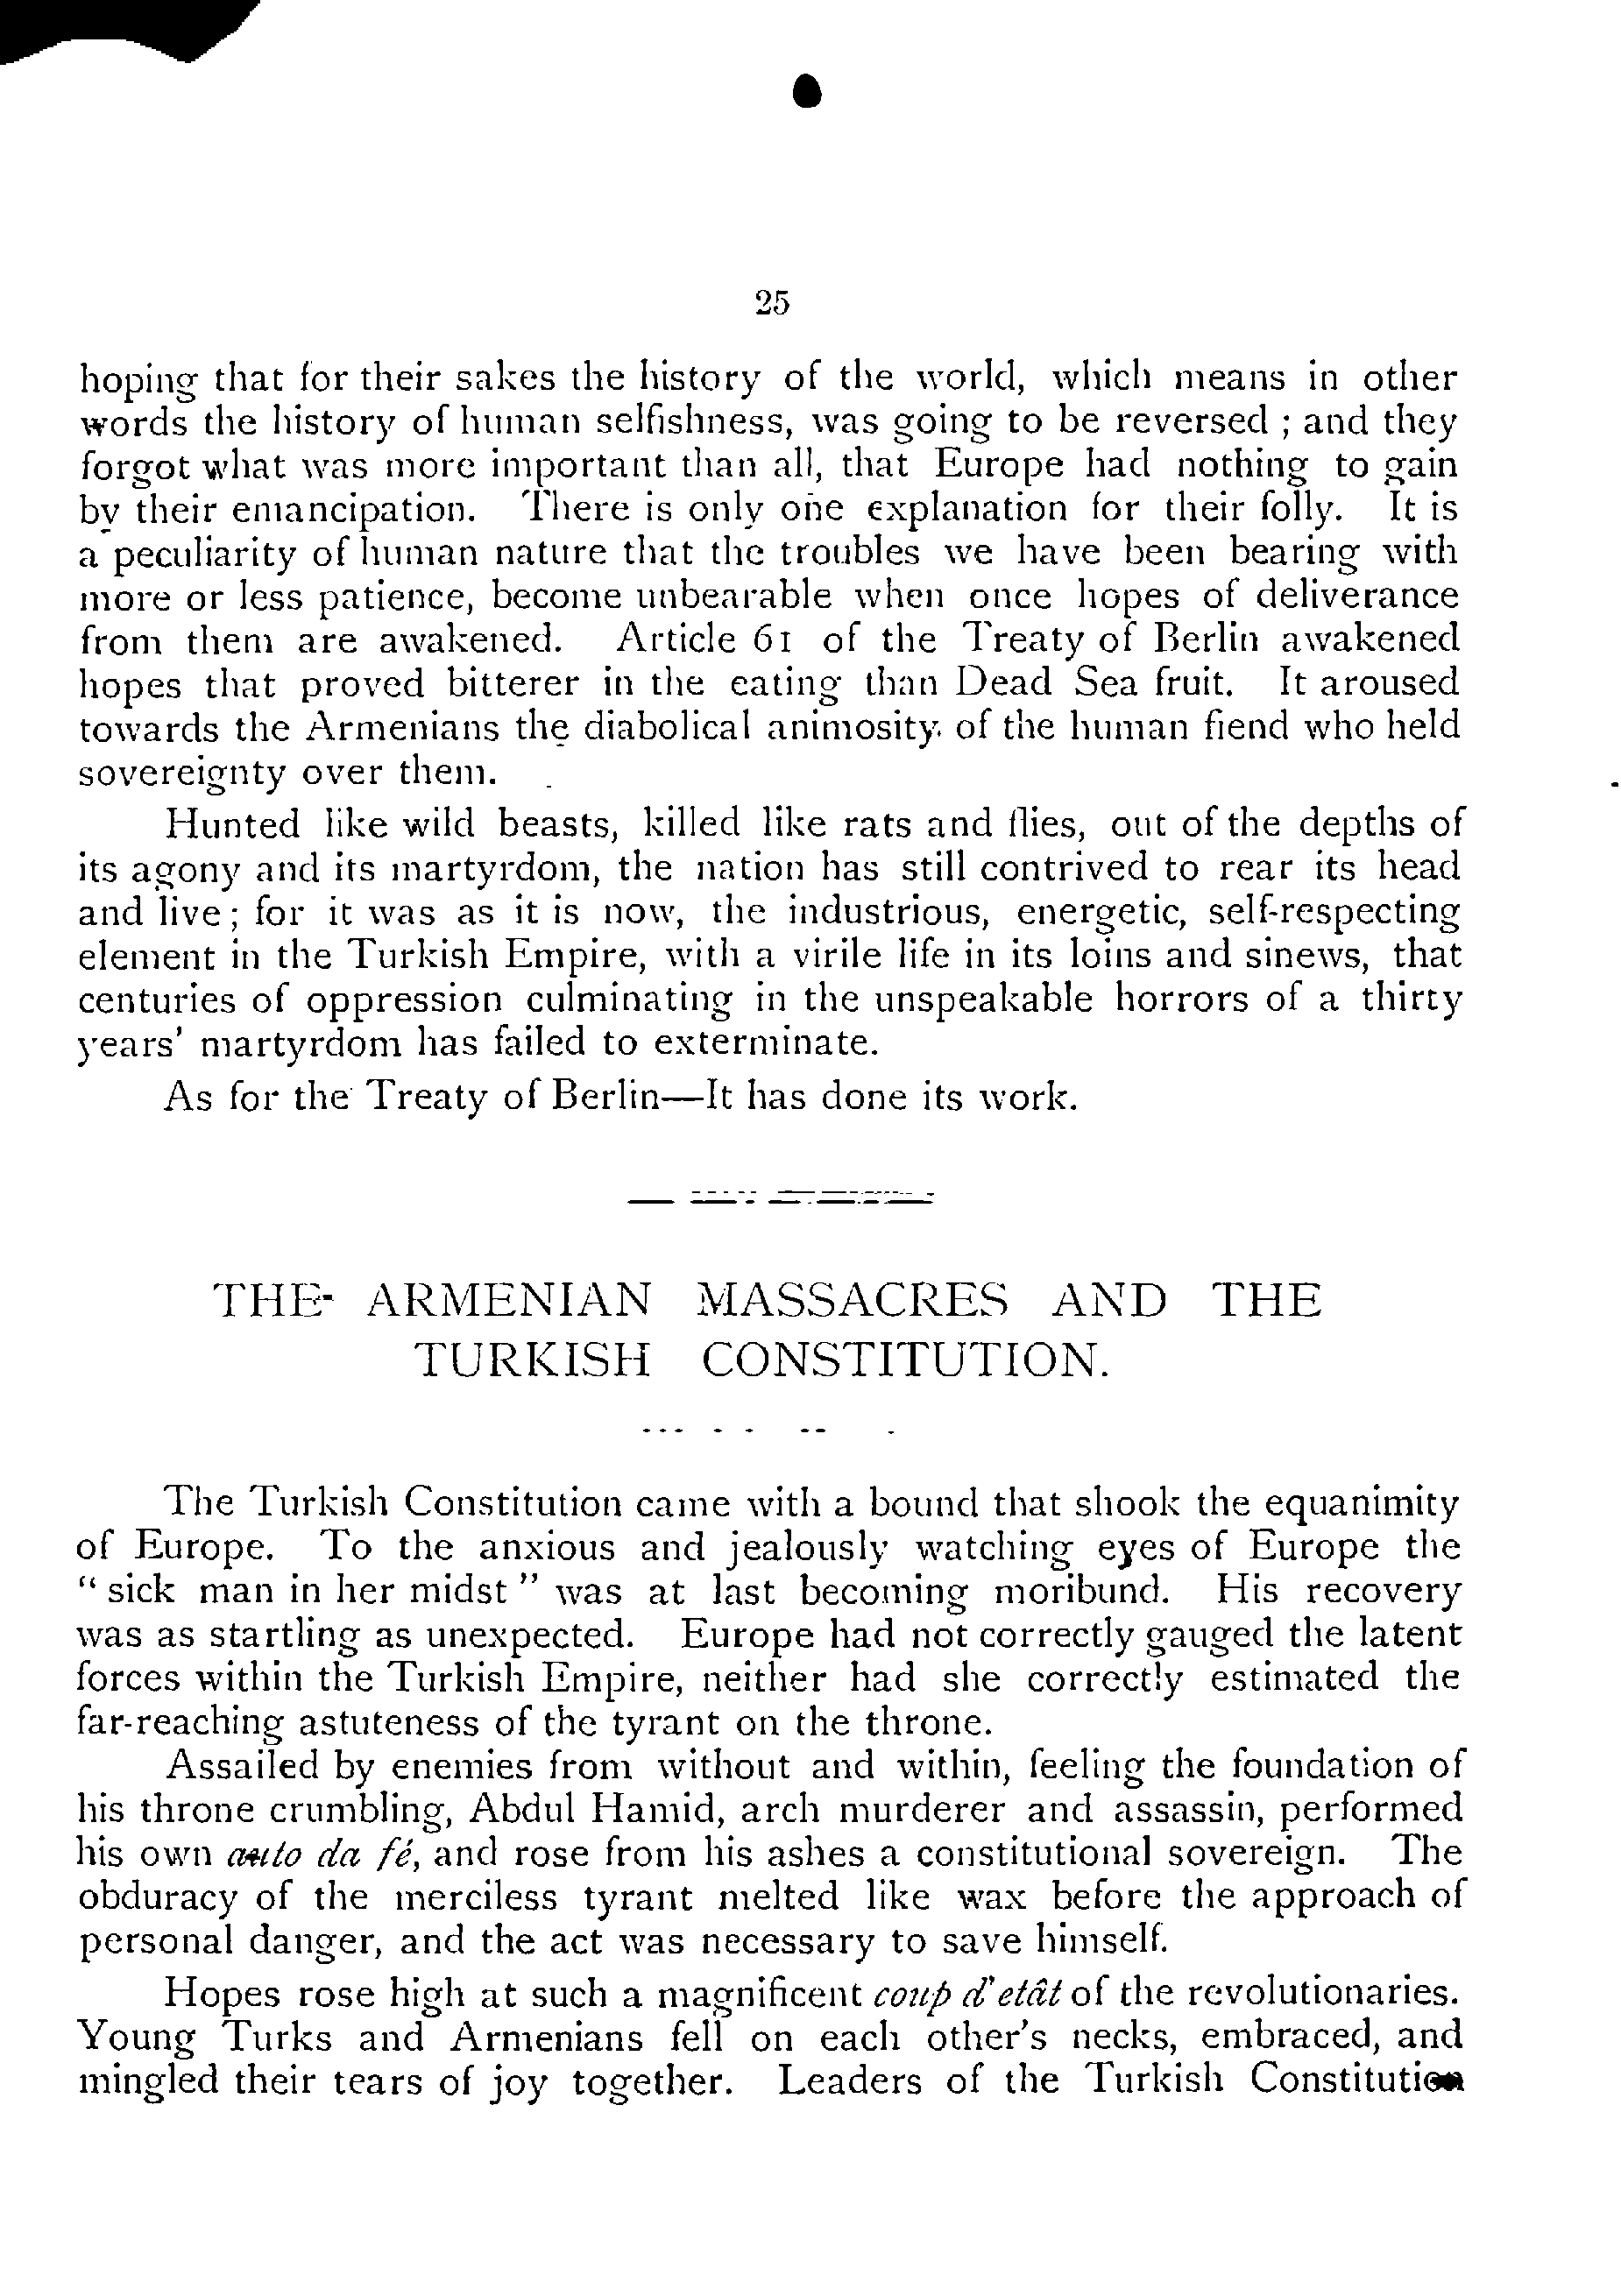 25
hoping that for their sakes the history of the world, which means in other
words the history of human selfishness, was going to be reversed ; and they
forgot what was more important than all, that Europe had nothing to gain
by their emancipation. There is only one explanation for their folly. It is
a peculiarity of human nature that the troubles we have been bearing with
more or less patience, become unbearable when once hopes of deliverance
from them are awakened. Article 61 of the Treaty of Berlin awakened
hopes that proved bitterer in the eating than Dead Sea fruit. It aroused
towards the Armenians the diabolical animosity of the human fiend who held
sovereignty over them.
Hunted like wild beasts, killed like rats and flies, out of the depths of
its agony and its martyrdom, the nation has still contrived to rear its head
and live ; for it was as it is now, the industrious, energetic, self-respecting
element in the Turkish Empire, with a virile life in its loins and sinews, that
centuries of oppression culminating in the unspeakable horrors of a thirty
years' martyrdom has failed to exterminate.
As for the Treaty of Berlin—It has done its work.
THE ARMENIAN MASSACRES AND THE
TURKISH CONSTITUTION.
The Turkish Constitution came with a bound that shook the equanimity
of Europe. To the anxious and jealously watching eyes of Europe the
“ sick man in her midst ” was at last becoming moribund. His recovery
was as startling as unexpected. Europe had not correctly gauged the latent
forces within the Turkish Empire, neither had she correctly estimated the
far-reaching astuteness of the tyrant on the throne.
Assailed by enemies from without and within, feeling the foundation of
his throne crumbling, Abdul Hamid, arch murderer and assassin, performed
his own auto da fé, and rose from his ashes a constitutional sovereign. The
obduracy of the merciless tyrant melted like wax before the approach of
personal danger, and the act was necessary to save himself.
Hopes rose high at such a magnificent coup d'etât of the revolutionaries.
Young Turks and Armenians fell on each other's necks, embraced, and
mingled their tears of joy together. Leaders of the Turkish Constitution